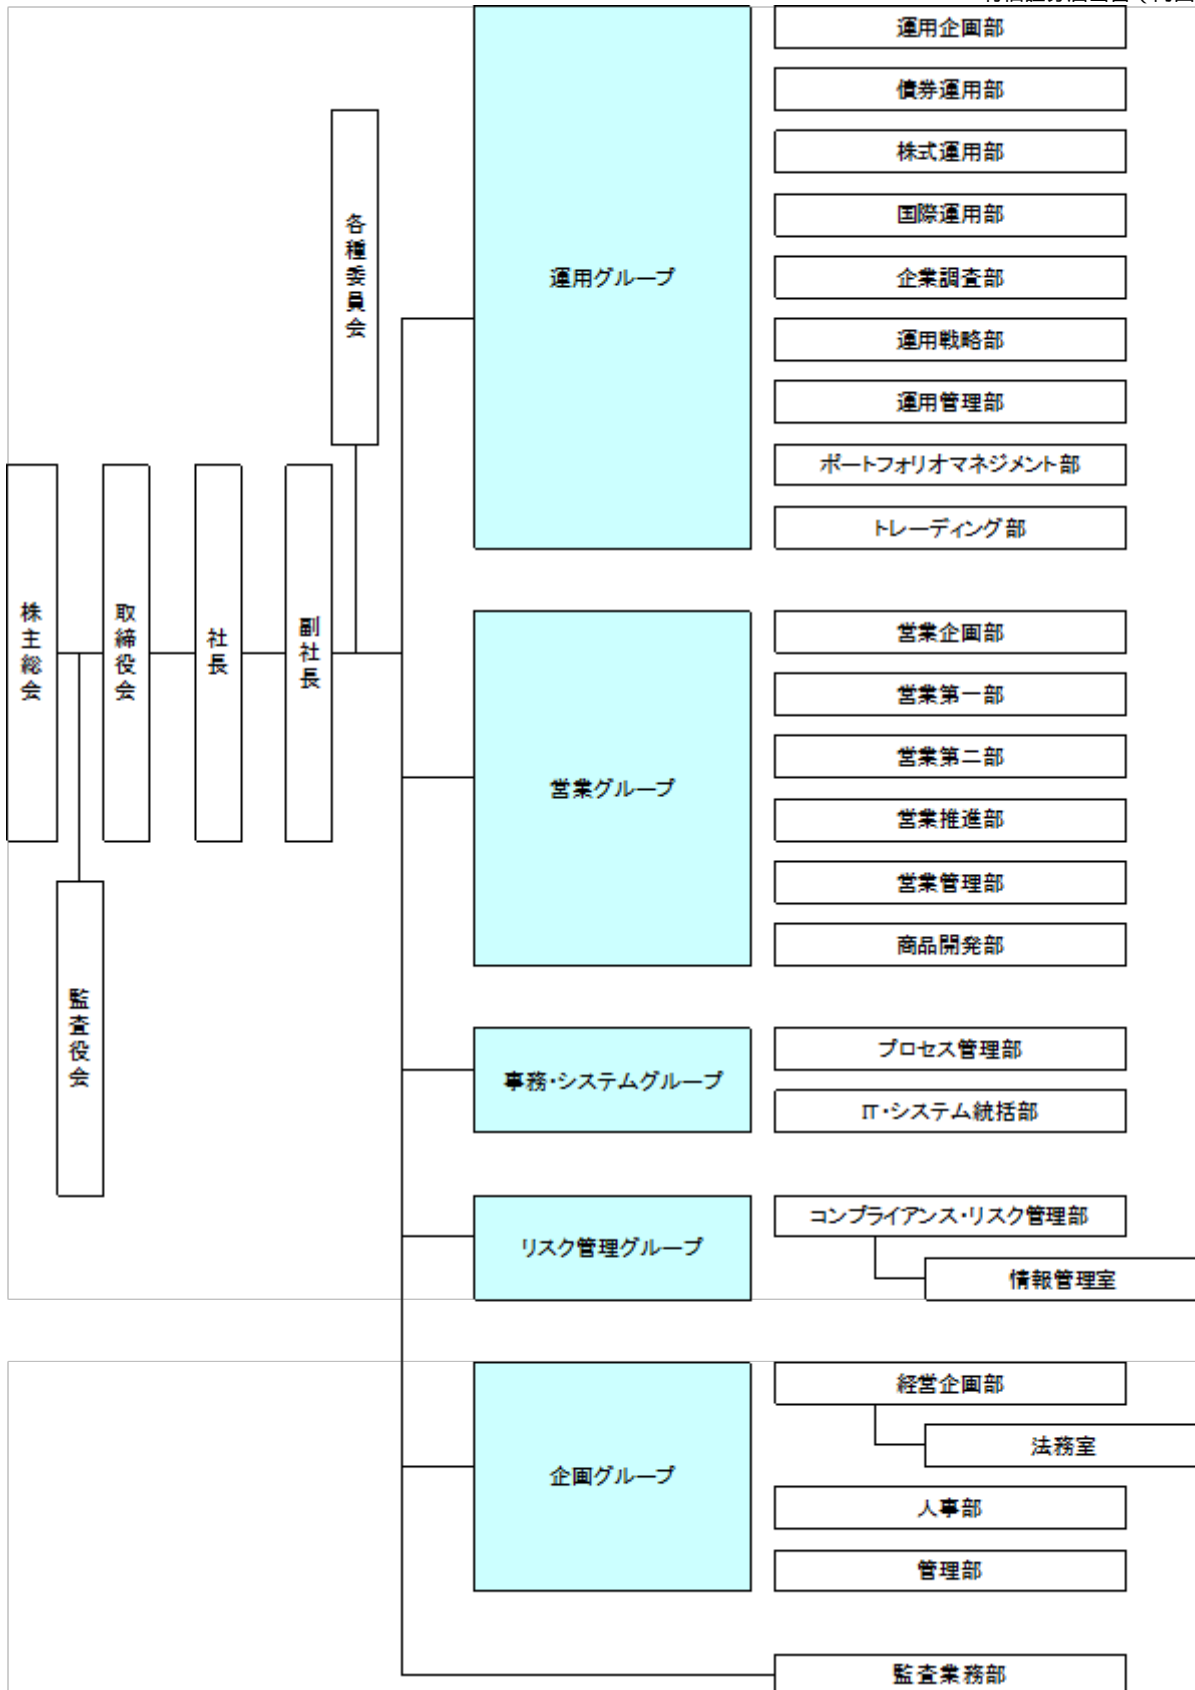 運用企画部
債券運用部
株式運用部
国際運用部
企業調査部
運用戦略部
運用管理部
ポートフォリオマネジメント部
トレーディング部
各種委員会
運用グループ
株主総会
取締役会
社長
副社長
監査役会
営業グループ
営業企画部
営業第一部
営業第二部
営業推進部
営業管理部
商品開発部
事務・システムグループ
プロセス管理部
IT・システム統括部
リスク管理グループ
コンプライアンス・リスク管理部
情報管理室
企画グループ
経営企画部
法務室
人事部
管理部
監査業務部